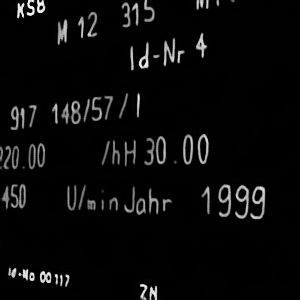 KSB
M 12 315
Id-Nr 4
917 148/57/1
220.00 /hH 30.00
450 U/min Jahr 1999
Id-No 00117
ZN